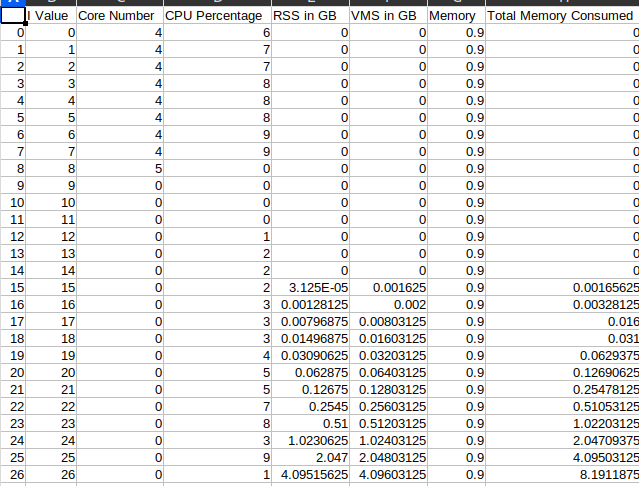 I Value Core Number CPU Percentage RSS in GB VMS in GB Memory Total Memory Consumed
0 0 4 6 0 0 0.9 0
1 1 4 7 0 0 0.9 0
2 2 4 7 0 0 0.9 0
3 3 4 8 0 0 0.9 0
4 4 4 8 0 0 0.9 0
5 5 4 8 0 0 0.9 0
6 6 4 9 0 0 0.9 0
7 7 4 9 0 0 0.9 0
8 8 5 0 0 0 0.9 0
9 9 0 0 0 0 0.9 0
10 10 0 0 0 0 0.9 0
11 11 0 0 0 0 0.9 0
12 12 0 1 0 0 0.9 0
13 13 0 2 0 0 0.9 0
14 14 0 2 0 0 0.9 0
15 15 0 2 3.125E-05 0.001625 0.9 0.00165625
16 16 0 3 0.00128125 0.002 0.9 0.00328125
17 17 0 3 0.00796875 0.00803125 0.9 0.016
18 18 0 3 0.01496875 0.01603125 0.9 0.031
19 19 0 4 0.03090625 0.03203125 0.9 0.0629375
20 20 0 5 0.062875 0.06403125 0.9 0.12690625
21 21 0 5 0.12675 0.12803125 0.9 0.25478125
22 22 0 7 0.2545 0.25603125 0.9 0.51053125
23 23 0 8 0.51 0.51203125 0.9 1.02203125
24 24 0 3 1.0230625 1.02403125 0.9 2.04709375
25 25 0 9 2.047 2.04803125 0.9 4.09503125
26 26 0 1 4.09515625 4.09603125 0.9 8.1911875